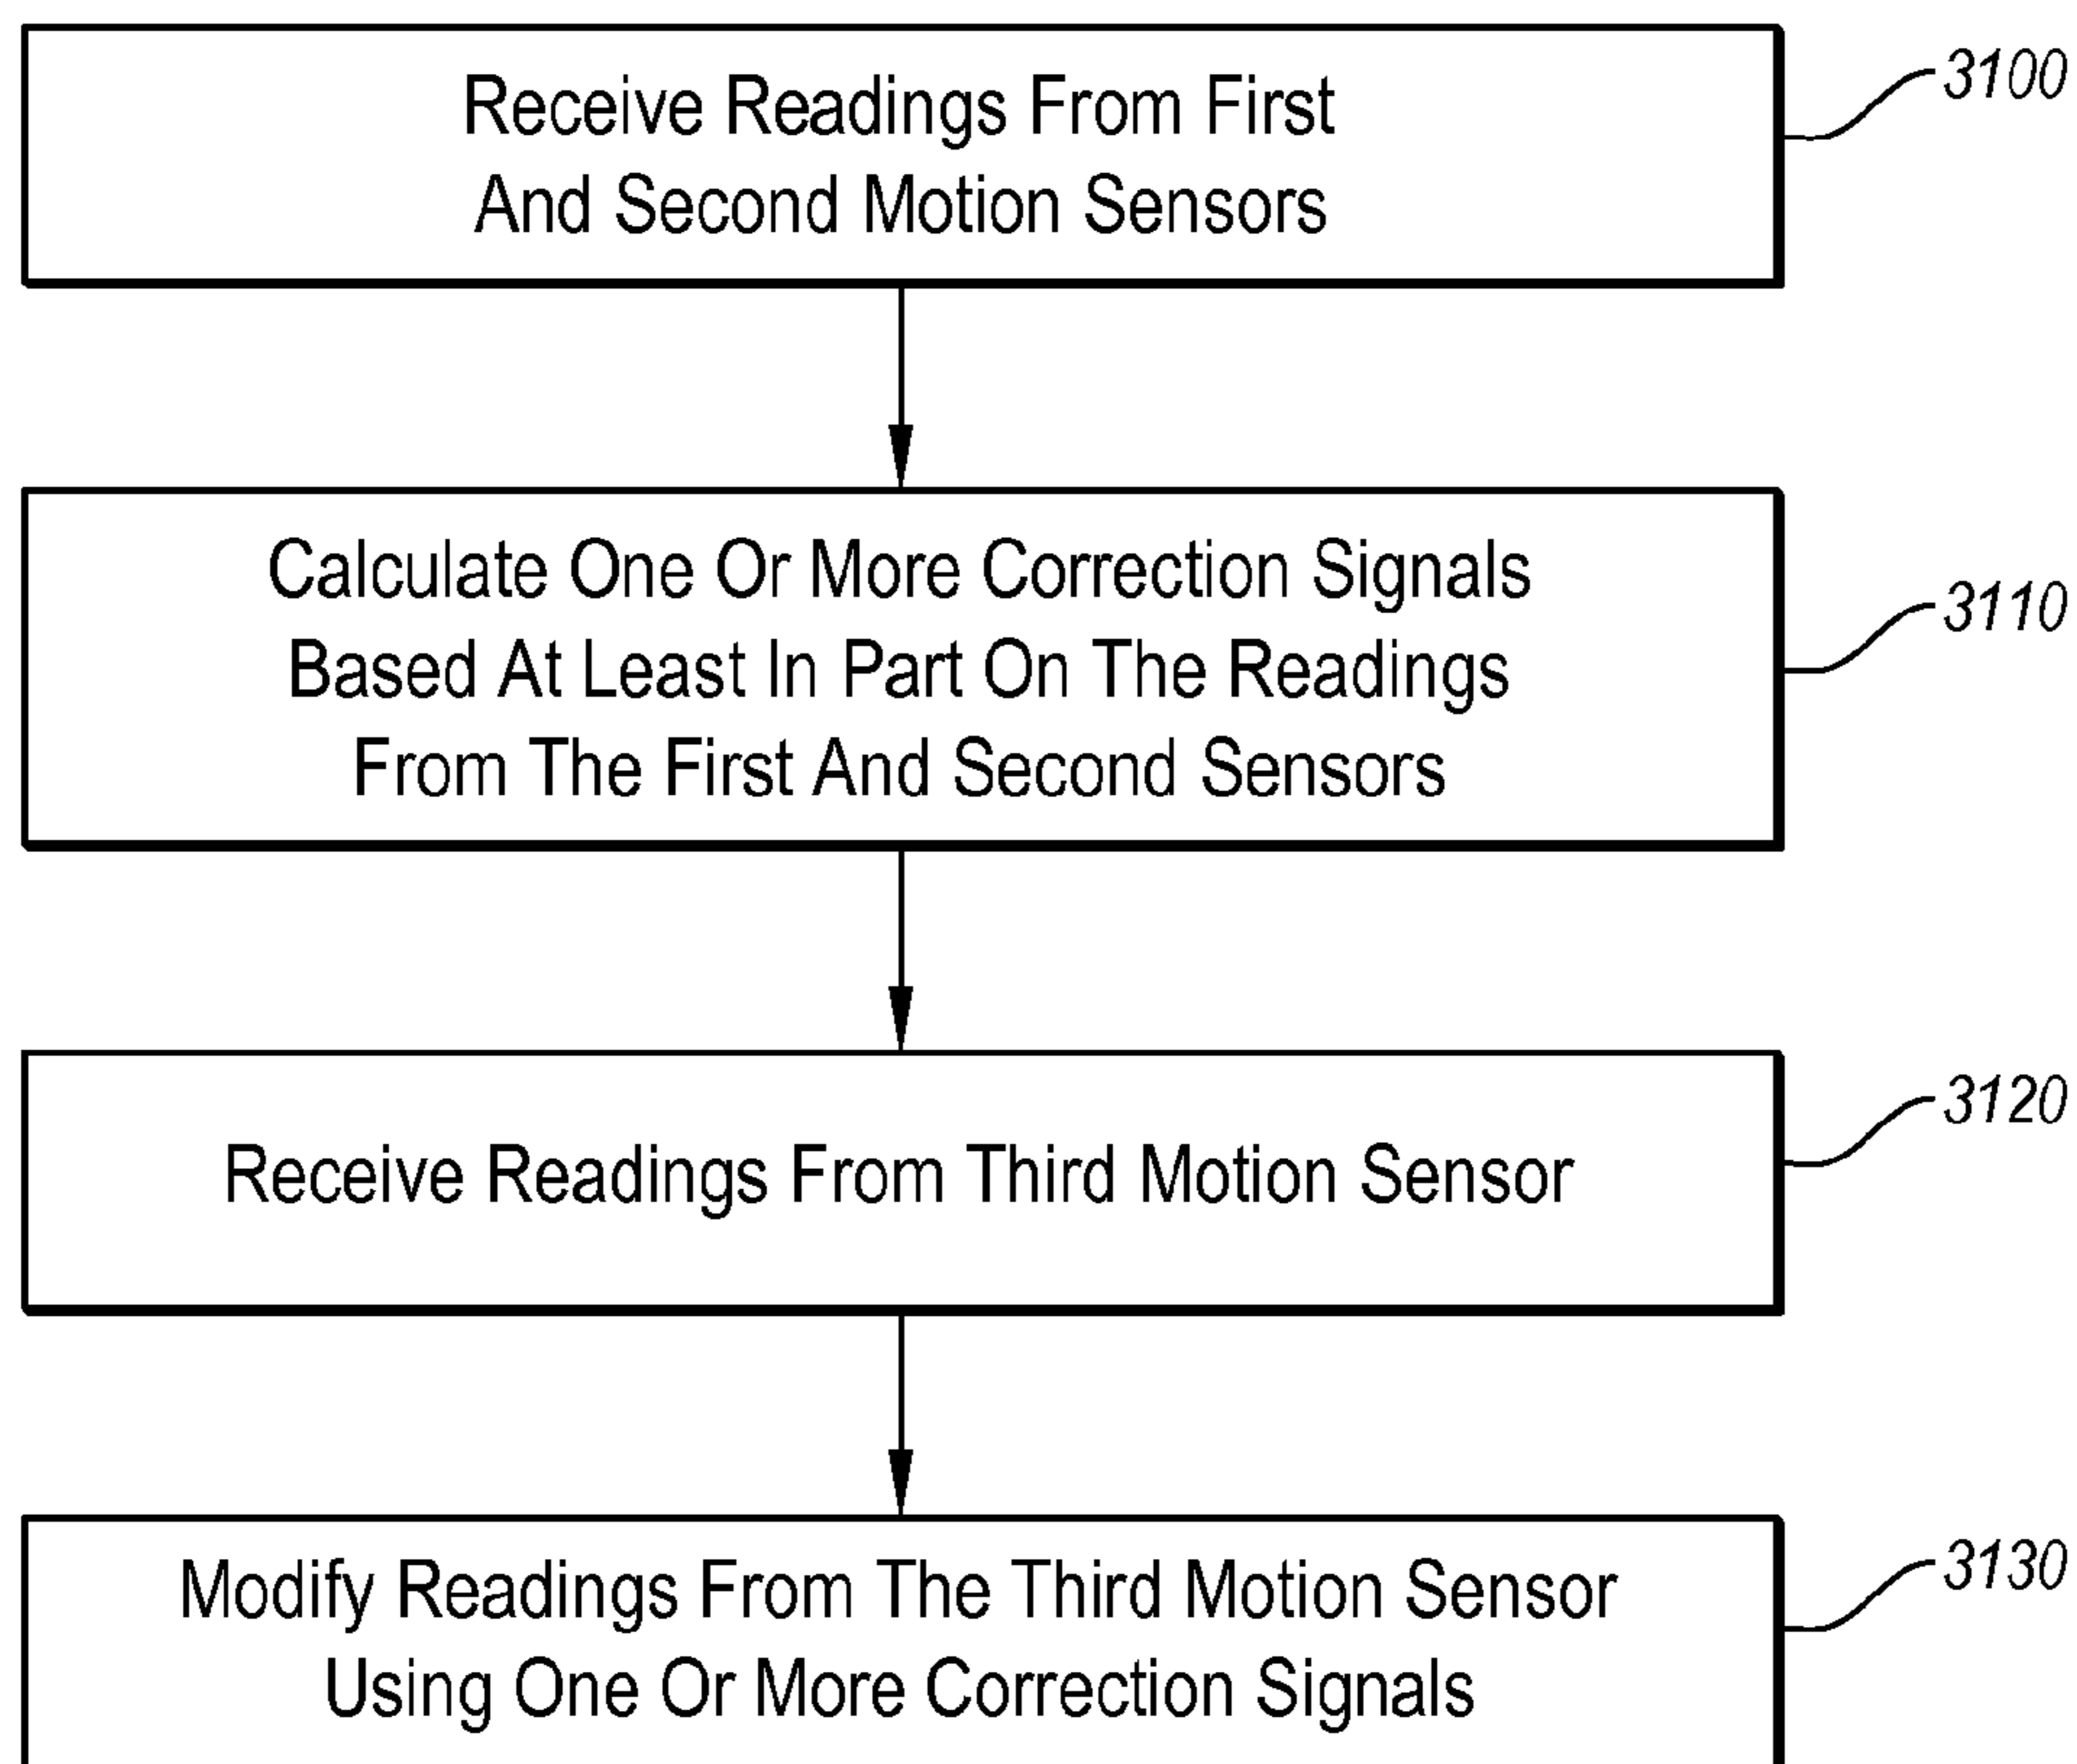 Receive Readings From First
And Second Motion Sensors
3100
Calculate One Or More Correction Signals
Based At Least In Part On The Readings
From The First And Second Sensors
3110
Receive Readings From Third Motion Sensor
3120
Modify Readings From The Third Motion Sensor
Using One Or More Correction Signals
3130